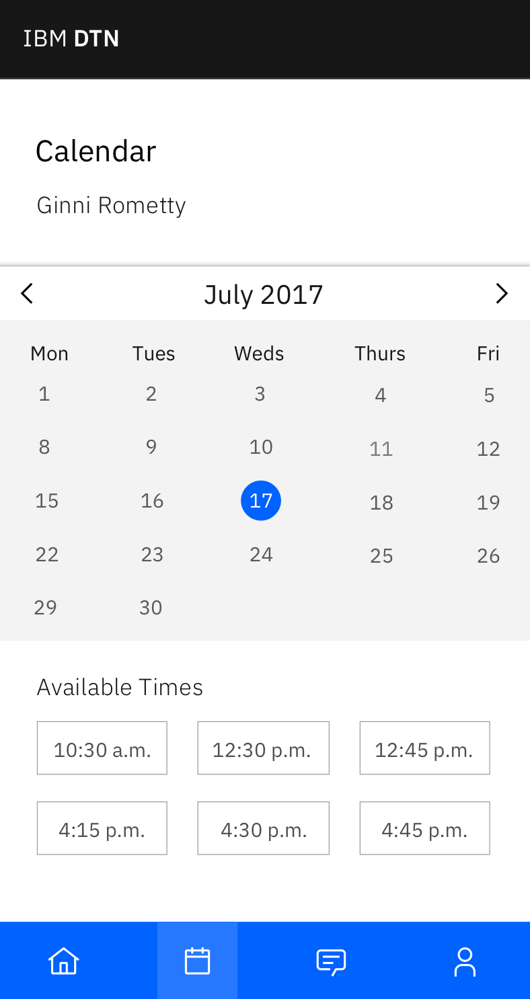 IBM DTN
Calendar
Ginni Rometty
July 2017
Mon Tues Weds Thurs Fri
1 2 3 4 5
8 9 10 11 12
15 16 17 18 19
22 23 24 25 26
29 30
Available Times
10:30 a.m. 12:30 p.m. 12:45 p.m.
4:15 p.m. 4:30 p.m. 4:45 p.m.